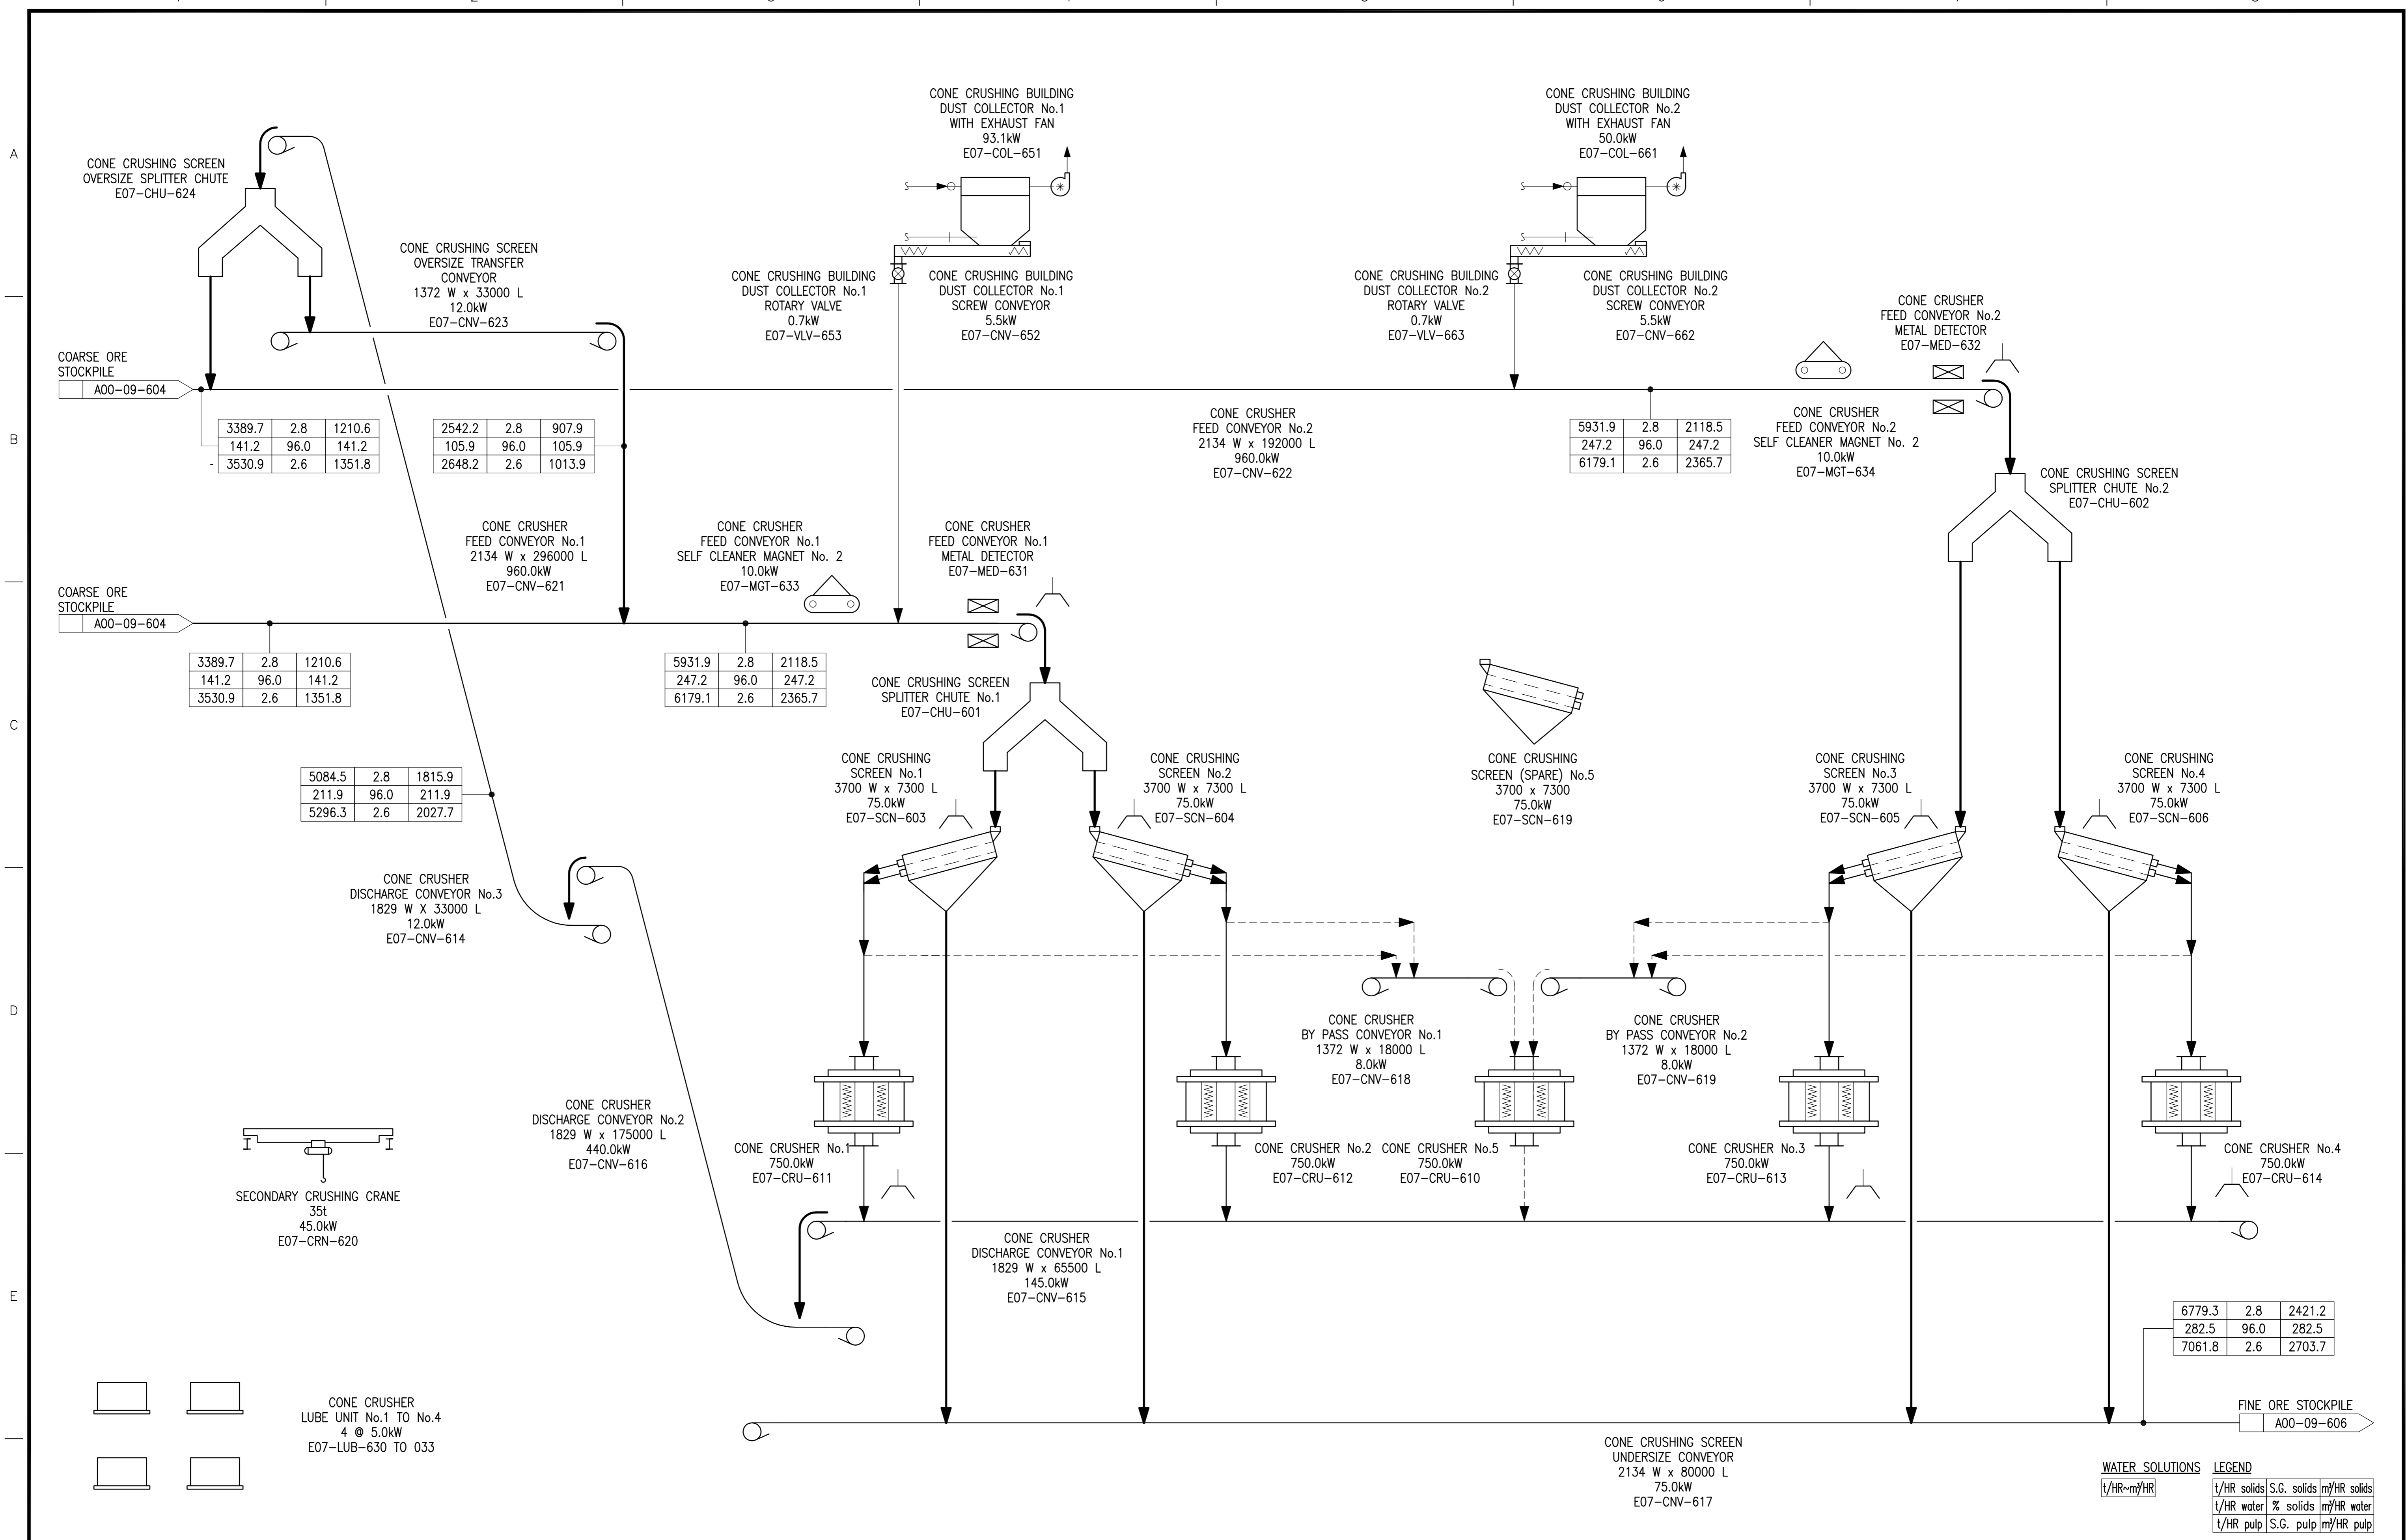 CONE CRUSHING BUILDING
DUST COLLECTOR No.1
WITH EXHAUST FAN
93.1kW
E07-COL-651
CONE CRUSHING BUILDING
DUST COLLECTOR No.2
WITH EXHAUST FAN
50.0kW
E07-COL-661
A
CONE CRUSHING SCREEN
OVERSIZE SPLITTER CHUTE
E07-CHU-624
CONE CRUSHING SCREEN
OVERSIZE TRANSFER
CONVEYOR
1372 W x 33000 L
12.0kW
E07-CNV-623
CONE CRUSHING BUILDING
DUST COLLECTOR No.1
ROTARY VALVE
0.7kW
E07-VLV-653
CONE CRUSHING BUILDING
DUST COLLECTOR No.1
SCREW CONVEYOR
5.5kW
E07-CNV-652
CONE CRUSHING BUILDING
DUST COLLECTOR No.2
ROTARY VALVE
0.7kW
E07-VLV-663
CONE CRUSHING BUILDING
DUST COLLECTOR No.2
SCREW CONVEYOR
5.5kW
E07-CNV-662
CONE CRUSHER
FEED CONVEYOR No.2
METAL DETECTOR
E07-MED-632
COARSE ORE
STOCKPILE
A00-09-604
B
3389.7 2.8 1210.6
141.2 96.0 141.2
- 3530.9 2.6 1351.8
2542.2 2.8 907.9
105.9 96.0 105.9
2648.2 2.6 1013.9
CONE CRUSHER
FEED CONVEYOR No.2
2134 W x 192000 L
960.0kW
E07-CNV-622
5931.9 2.8 2118.5
247.2 96.0 247.2
6179.1 2.6 2365.7
CONE CRUSHER
FEED CONVEYOR No.2
SELF CLEANER MAGNET No. 2
10.0kW
E07-MGT-634
CONE CRUSHING SCREEN
SPLITTER CHUTE No.2
E07-CHU-602
CONE CRUSHER
FEED CONVEYOR No.1
2134 W x 296000 L
960.0kW
E07-CNV-621
CONE CRUSHER
FEED CONVEYOR No.1
SELF CLEANER MAGNET No. 2
10.0kW
E07-MGT-633
CONE CRUSHER
FEED CONVEYOR No.1
METAL DETECTOR
E07-MED-631
COARSE ORE
STOCKPILE
A00-09-604
3389.7 2.8 1210.6
141.2 96.0 141.2
3530.9 2.6 1351.8
5931.9 2.8 2118.5
247.2 96.0 247.2
6179.1 2.6 2365.7
CONE CRUSHING SCREEN
SPLITTER CHUTE No.1
E07-CHU-601
C
5084.5 2.8 1815.9
211.9 96.0 211.9
5296.3 2.6 2027.7
CONE CRUSHING
SCREEN No.1
3700 W x 7300 L
75.0kW
E07-SCN-603
CONE CRUSHING
SCREEN No.2
3700 W x 7300 L
75.0kW
E07-SCN-604
CONE CRUSHING
SCREEN (SPARE) No.5
3700 x 7300
75.0kW
E07-SCN-619
CONE CRUSHING
SCREEN No.3
3700 W x 7300 L
75.0kW
E07-SCN-605
CONE CRUSHING
SCREEN No.4
3700 W x 7300 L
75.0kW
E07-SCN-606
CONE CRUSHER
DISCHARGE CONVEYOR No.3
1829 W X 33000 L
12.0kW
E07-CNV-614
D
CONE CRUSHER
BY PASS CONVEYOR No.1
1372 W x 18000 L
8.0kW
E07-CNV-618
CONE CRUSHER
BY PASS CONVEYOR No.2
1372 W x 18000 L
8.0kW
E07-CNV-619
CONE CRUSHER
DISCHARGE CONVEYOR No.2
1829 W x 175000 L
440.0kW
E07-CNV-616
CONE CRUSHER No.1
750.0kW
E07-CRU-611
CONE CRUSHER No.2
750.0kW
E07-CRU-612
CONE CRUSHER No.5
750.0kW
E07-CRU-610
CONE CRUSHER No.3
750.0kW
E07-CRU-613
CONE CRUSHER No.4
750.0kW
E07-CRU-614
SECONDARY CRUSHING CRANE
35t
45.0kW
E07-CRN-620
CONE CRUSHER
DISCHARGE CONVEYOR No.1
1829 W x 65500 L
145.0kW
E07-CNV-615
E
6779.3 2.8 2421.2
282.5 96.0 282.5
7061.8 2.6 2703.7
CONE CRUSHER
LUBE UNIT No.1 TO No.4
4 @ 5.0kW
E07-LUB-630 TO 033
FINE ORE STOCKPILE
A00-09-606
CONE CRUSHING SCREEN
UNDERSIZE CONVEYOR
2134 W x 80000 L
75.0kW
E07-CNV-617
WATER SOLUTIONS
t/HR~m³/HR
LEGEND
t/HR solids S.G. solids m³/HR solids
t/HR water % solids m³/HR water
t/HR pulp S.G. pulp m³/HR pulp